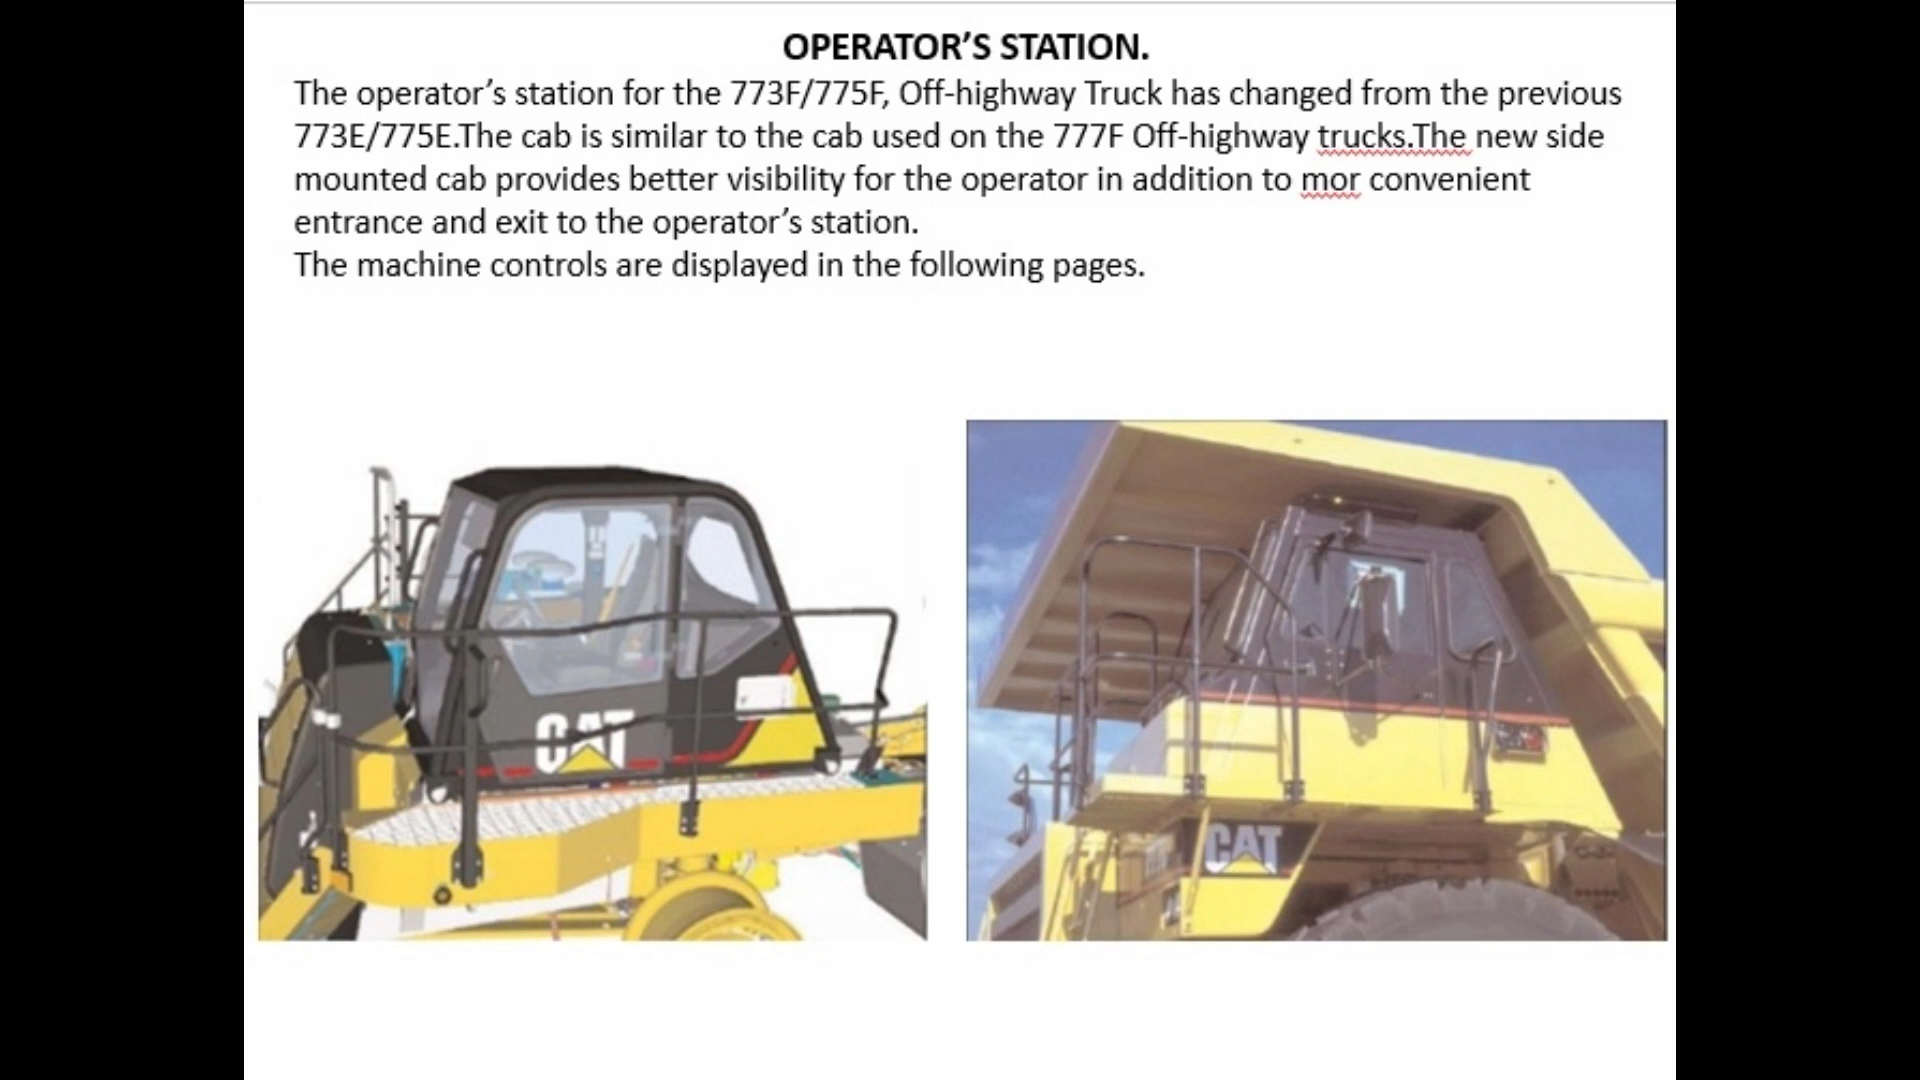 OPERATOR’S STATION.
The operator’s station for the 773F/775F, Off-highway Truck has changed from the previous
773E/775E.The cab is similar to the cab used on the 777F Off-highway trucks.The new side
mounted cab provides better visibility for the operator in addition to mor convenient
entrance and exit to the operator’s station.
The machine controls are displayed in the following pages.
CAT
CAT